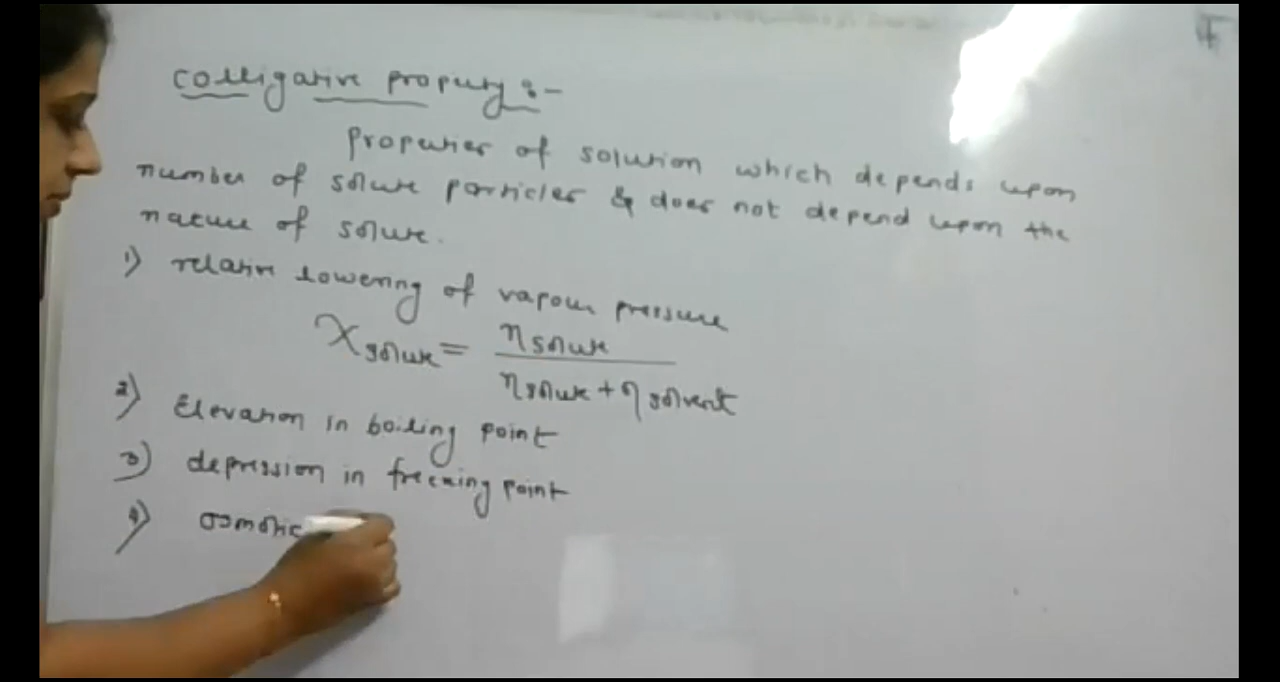 Colligative property :-
Properties of solution which depends upon
number of solute particles & does not depend upon the
nature of solute.
1) relative lowering of vapour pressure
X solute = n solute / n solute + n solvent
2) Elevation in boiling point
3) depression in freezing point
4) osmotic